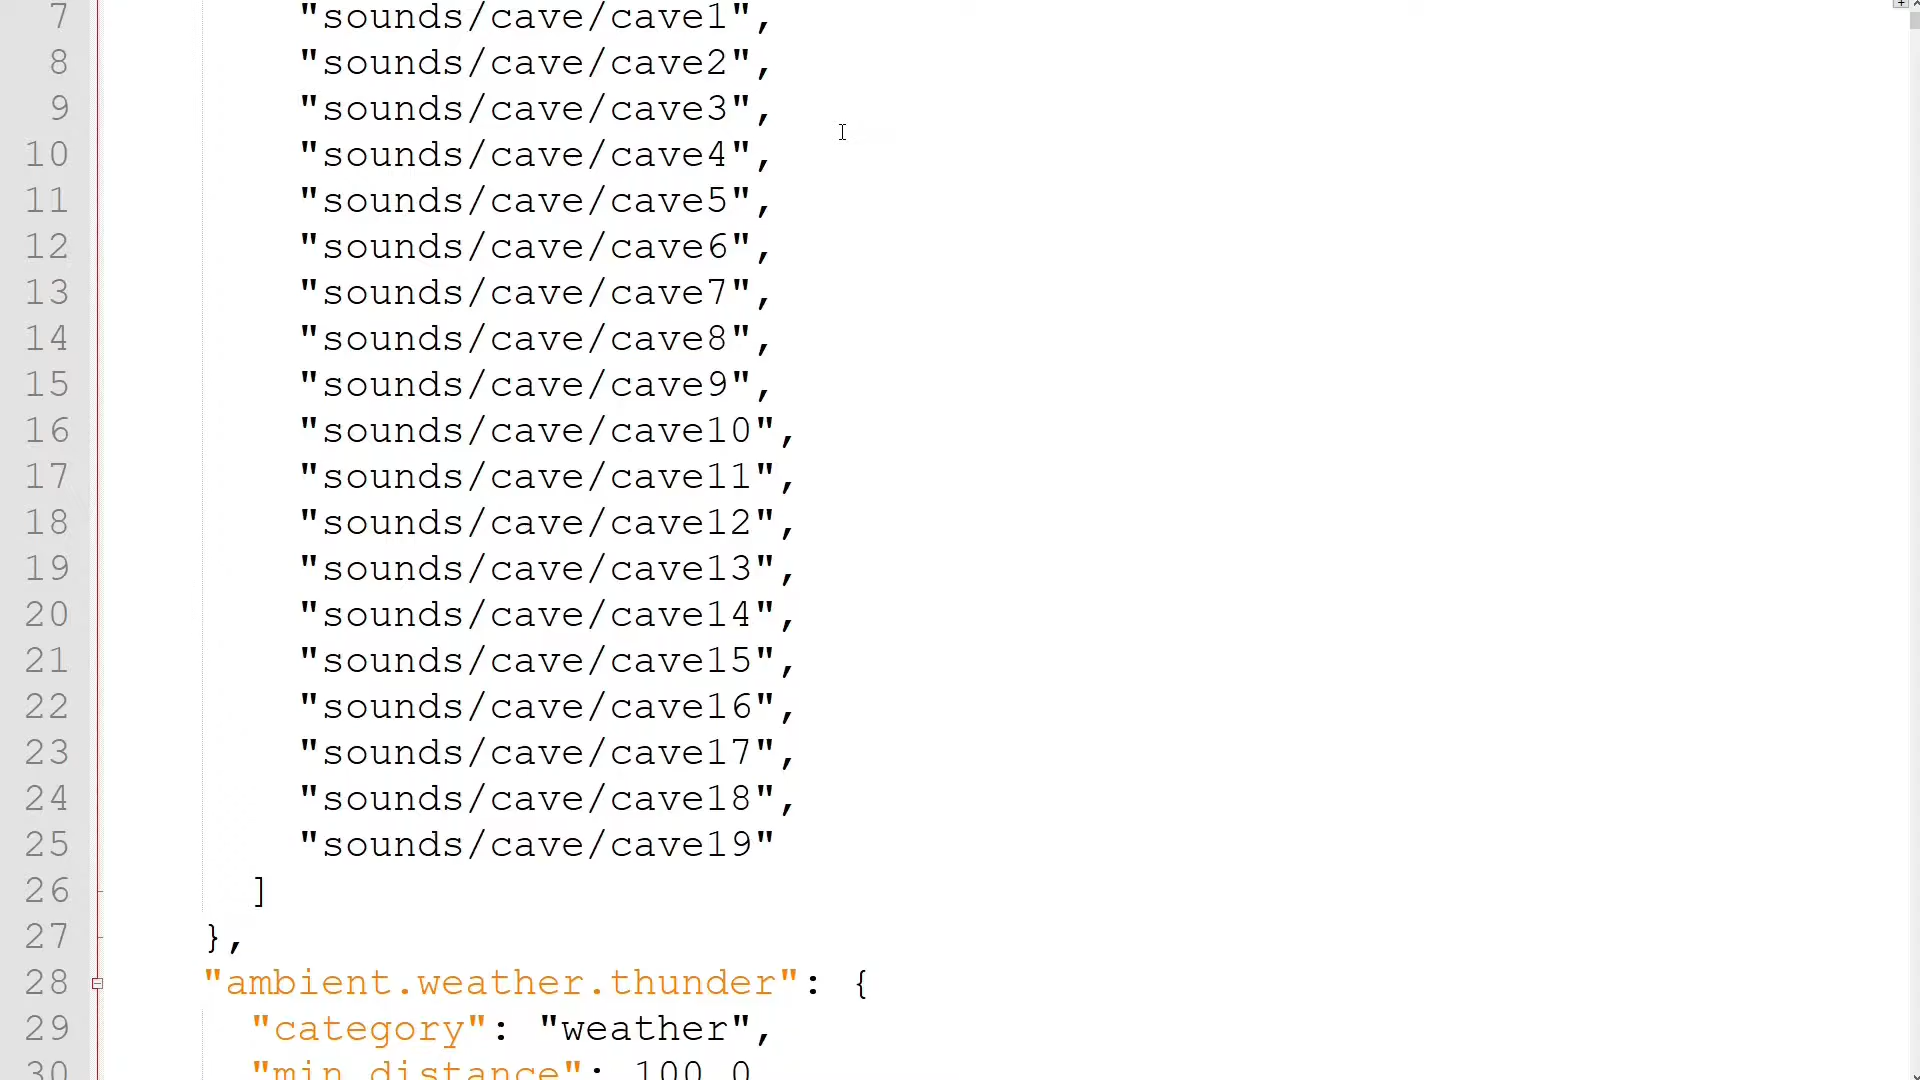 7 "sounds/cave/cave1",
8 "sounds/cave/cave2",
9 "sounds/cave/cave3",
10 "sounds/cave/cave4",
11 "sounds/cave/cave5",
12 "sounds/cave/cave6",
13 "sounds/cave/cave7",
14 "sounds/cave/cave8",
15 "sounds/cave/cave9",
16 "sounds/cave/cave10",
17 "sounds/cave/cave11",
18 "sounds/cave/cave12",
19 "sounds/cave/cave13",
20 "sounds/cave/cave14",
21 "sounds/cave/cave15",
22 "sounds/cave/cave16",
23 "sounds/cave/cave17",
24 "sounds/cave/cave18",
25 "sounds/cave/cave19"
26 ]
27 },
28 "ambient.weather.thunder": {
29 "category": "weather",
30 "min_distance": 100.0